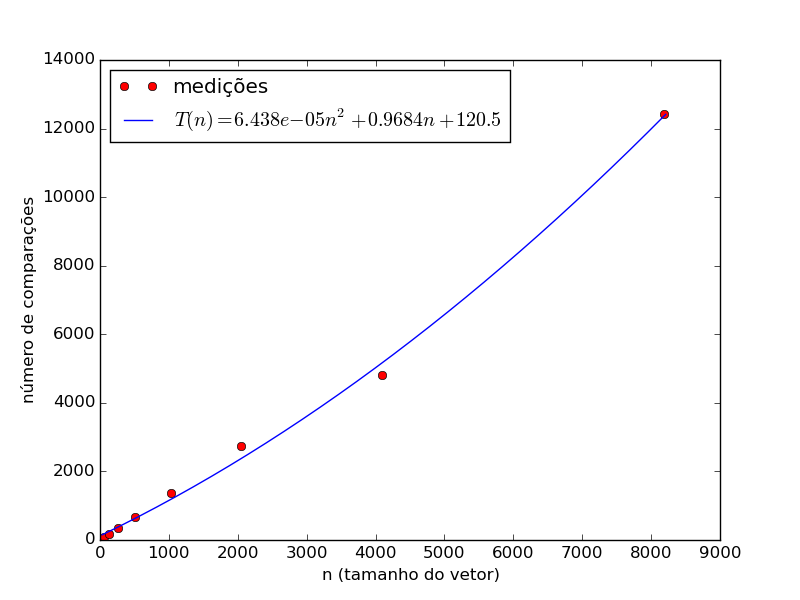 14000
12000
10000
8000
6000
4000
2000
0
número de comparações
medições
T(n) = 6.438e−05n² + 0.9684n + 120.5
0 1000 2000 3000 4000 5000 6000 7000 8000 9000
n (tamanho do vetor)